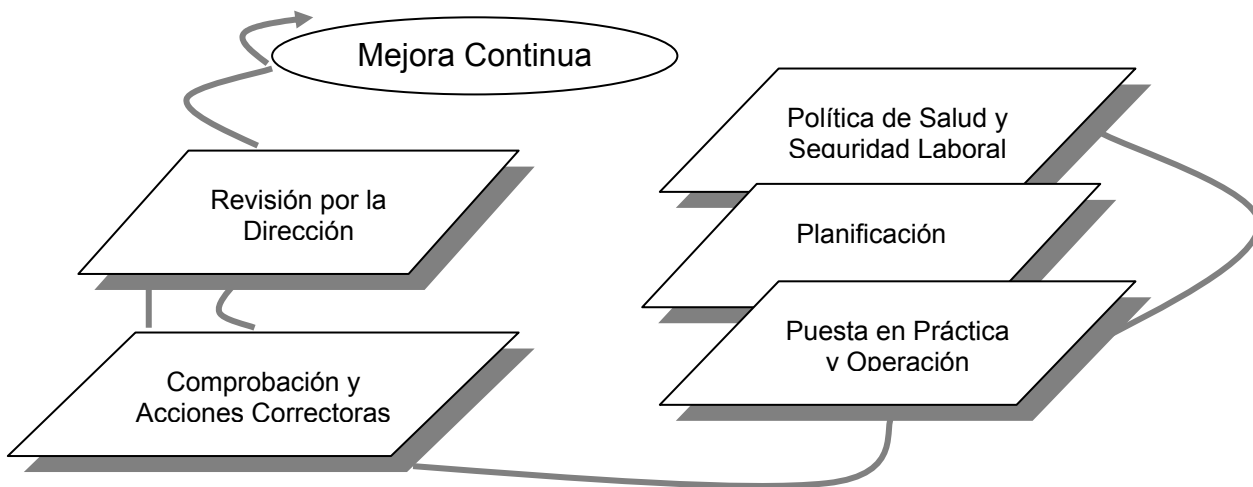 Mejora Continua
Política de Salud y
Seguridad Laboral
Revisión por la
Dirección
Planificación
Puesta en Práctica
y Operación
Comprobación y
Acciones Correctoras